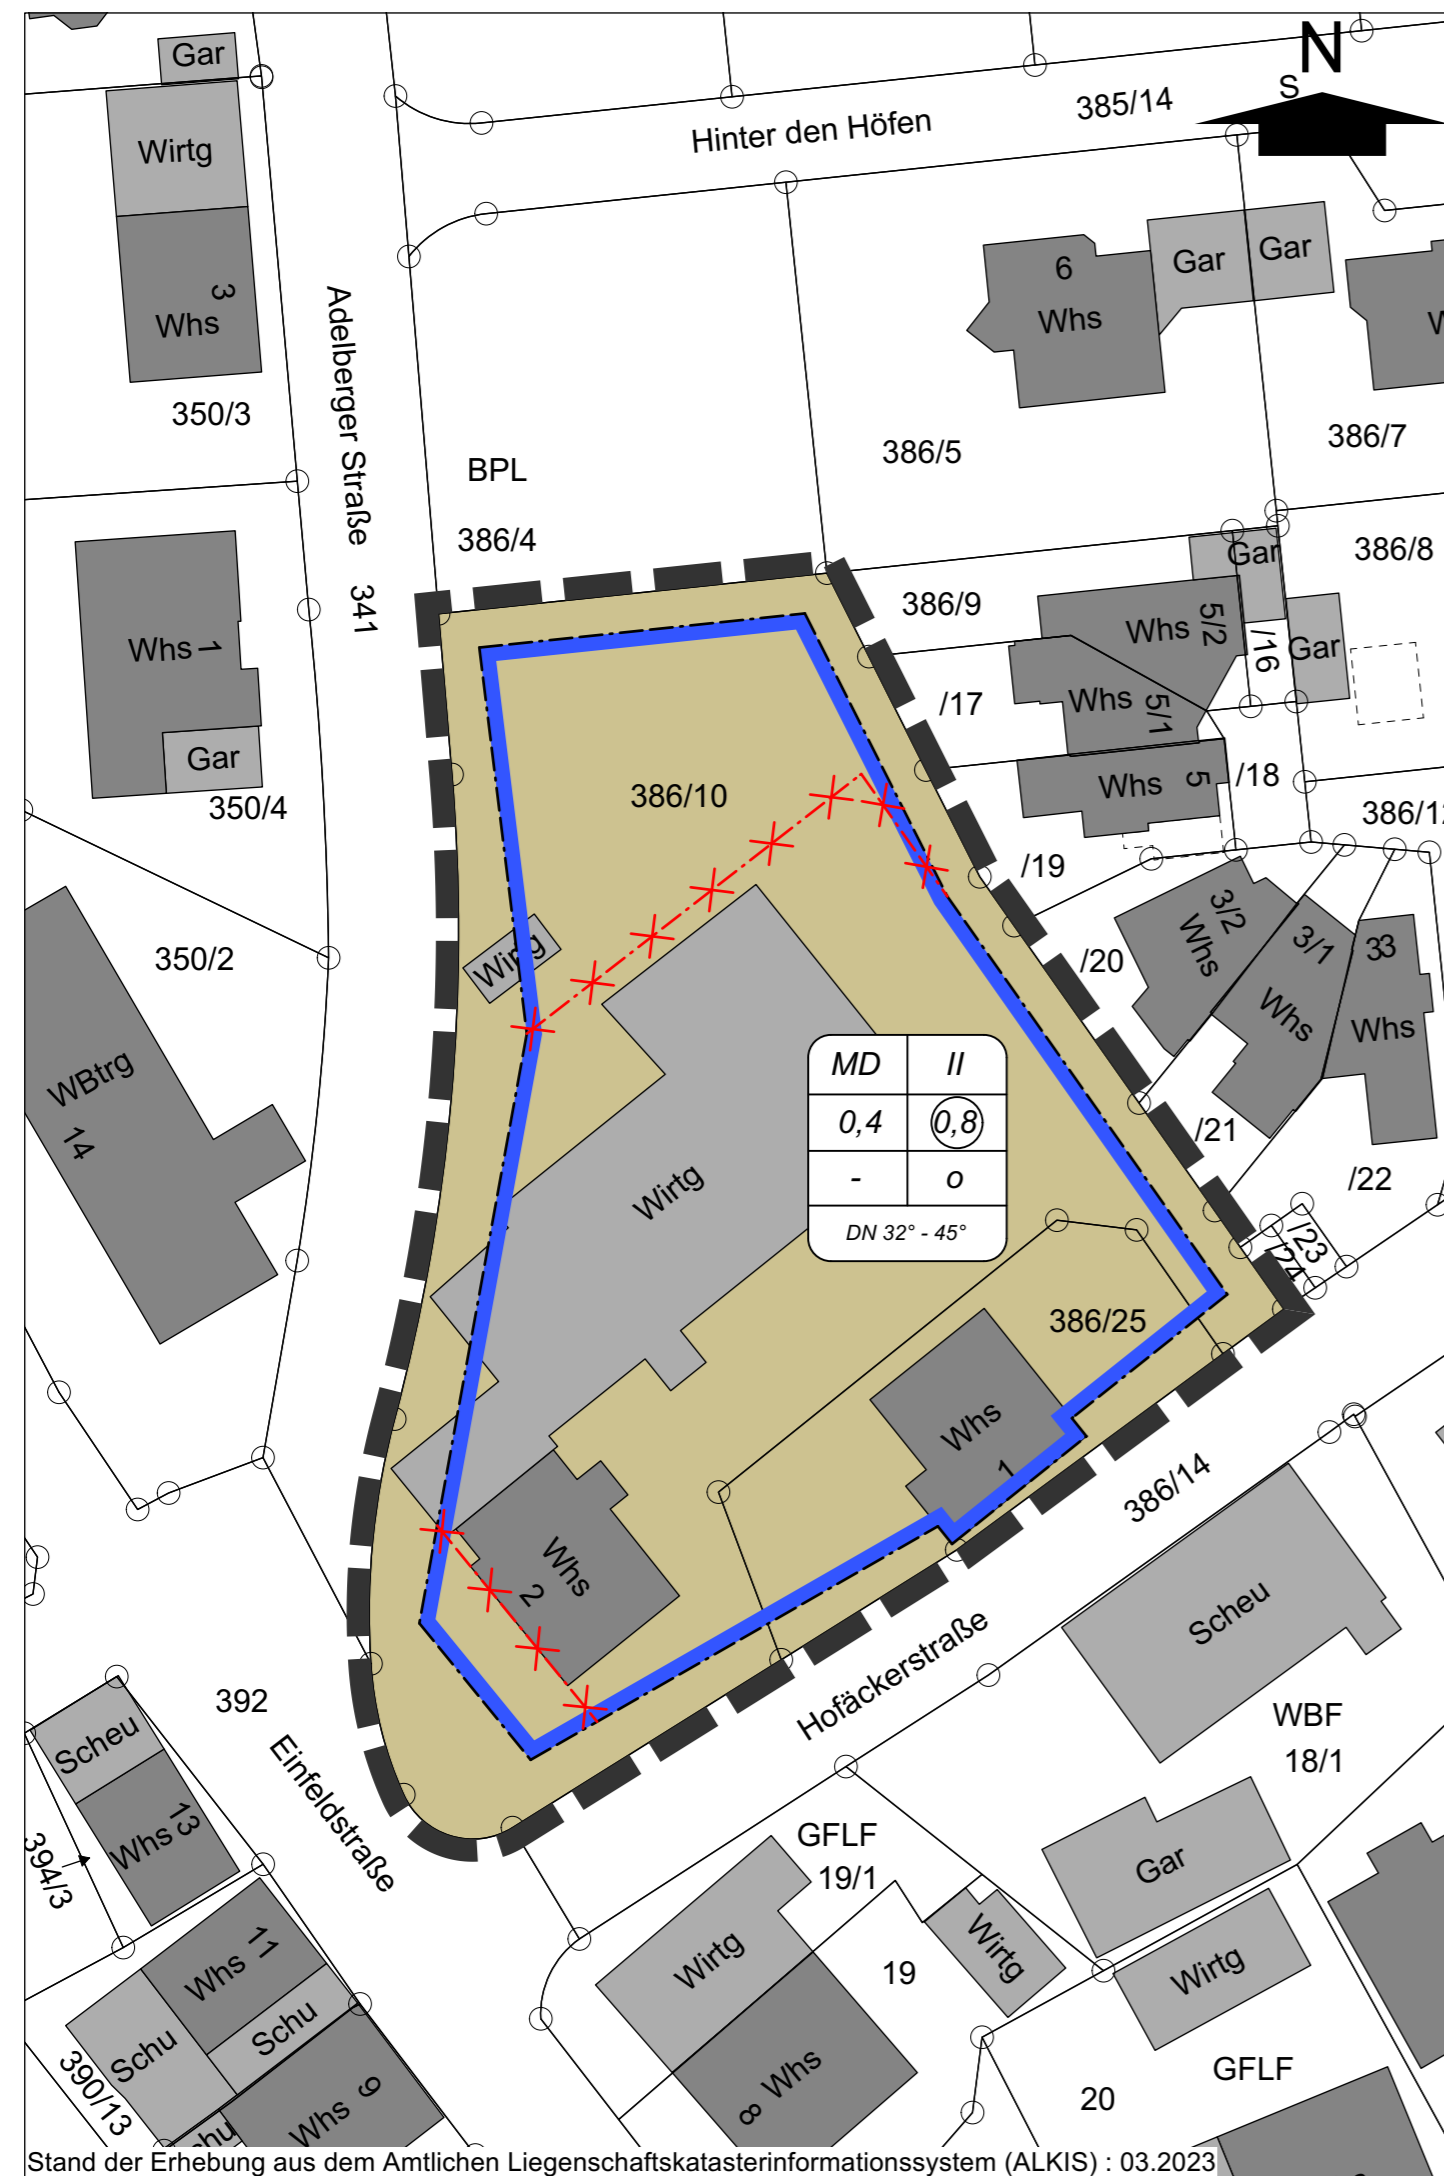 Gar
N
S
385/14
Hinter den Höfen
Wirtg
3
Whs
350/3
Adelberger Straße 341
6
Whs
Gar
Gar
BPL
386/4
386/5
386/7
386/8
386/9
Gar
Whs 5/2
/16
Gar
Whs 1
Gar
350/4
/17
Whs 5/1
Whs 5
/18
386/10
386/12
/19
350/2
Wirtg
3/2
Whs
3/1
Whs
33
Whs
/20
WBtrg
14
MD II
0,4 0,8
- o
DN 32° - 45°
/21
/22
/23
/24
Wirtg
386/25
Whs
1
386/14
Whs
2
Scheu
Hofäckerstraße
392
Einfeldstraße
WBF
18/1
Scheu
Whs 13
394/3
GFLF
19/1
Gar
Wirtg
19
Wirtg
Wirtg
Whs 11
Schu
Schu
390/13
Whs 9
8 Whs
20
GFLF
Stand der Erhebung aus dem Amtlichen Liegenschaftskatasterinformationssystem (ALKIS) : 03.2023